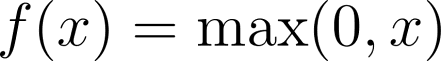 f(x) = max(0, x)